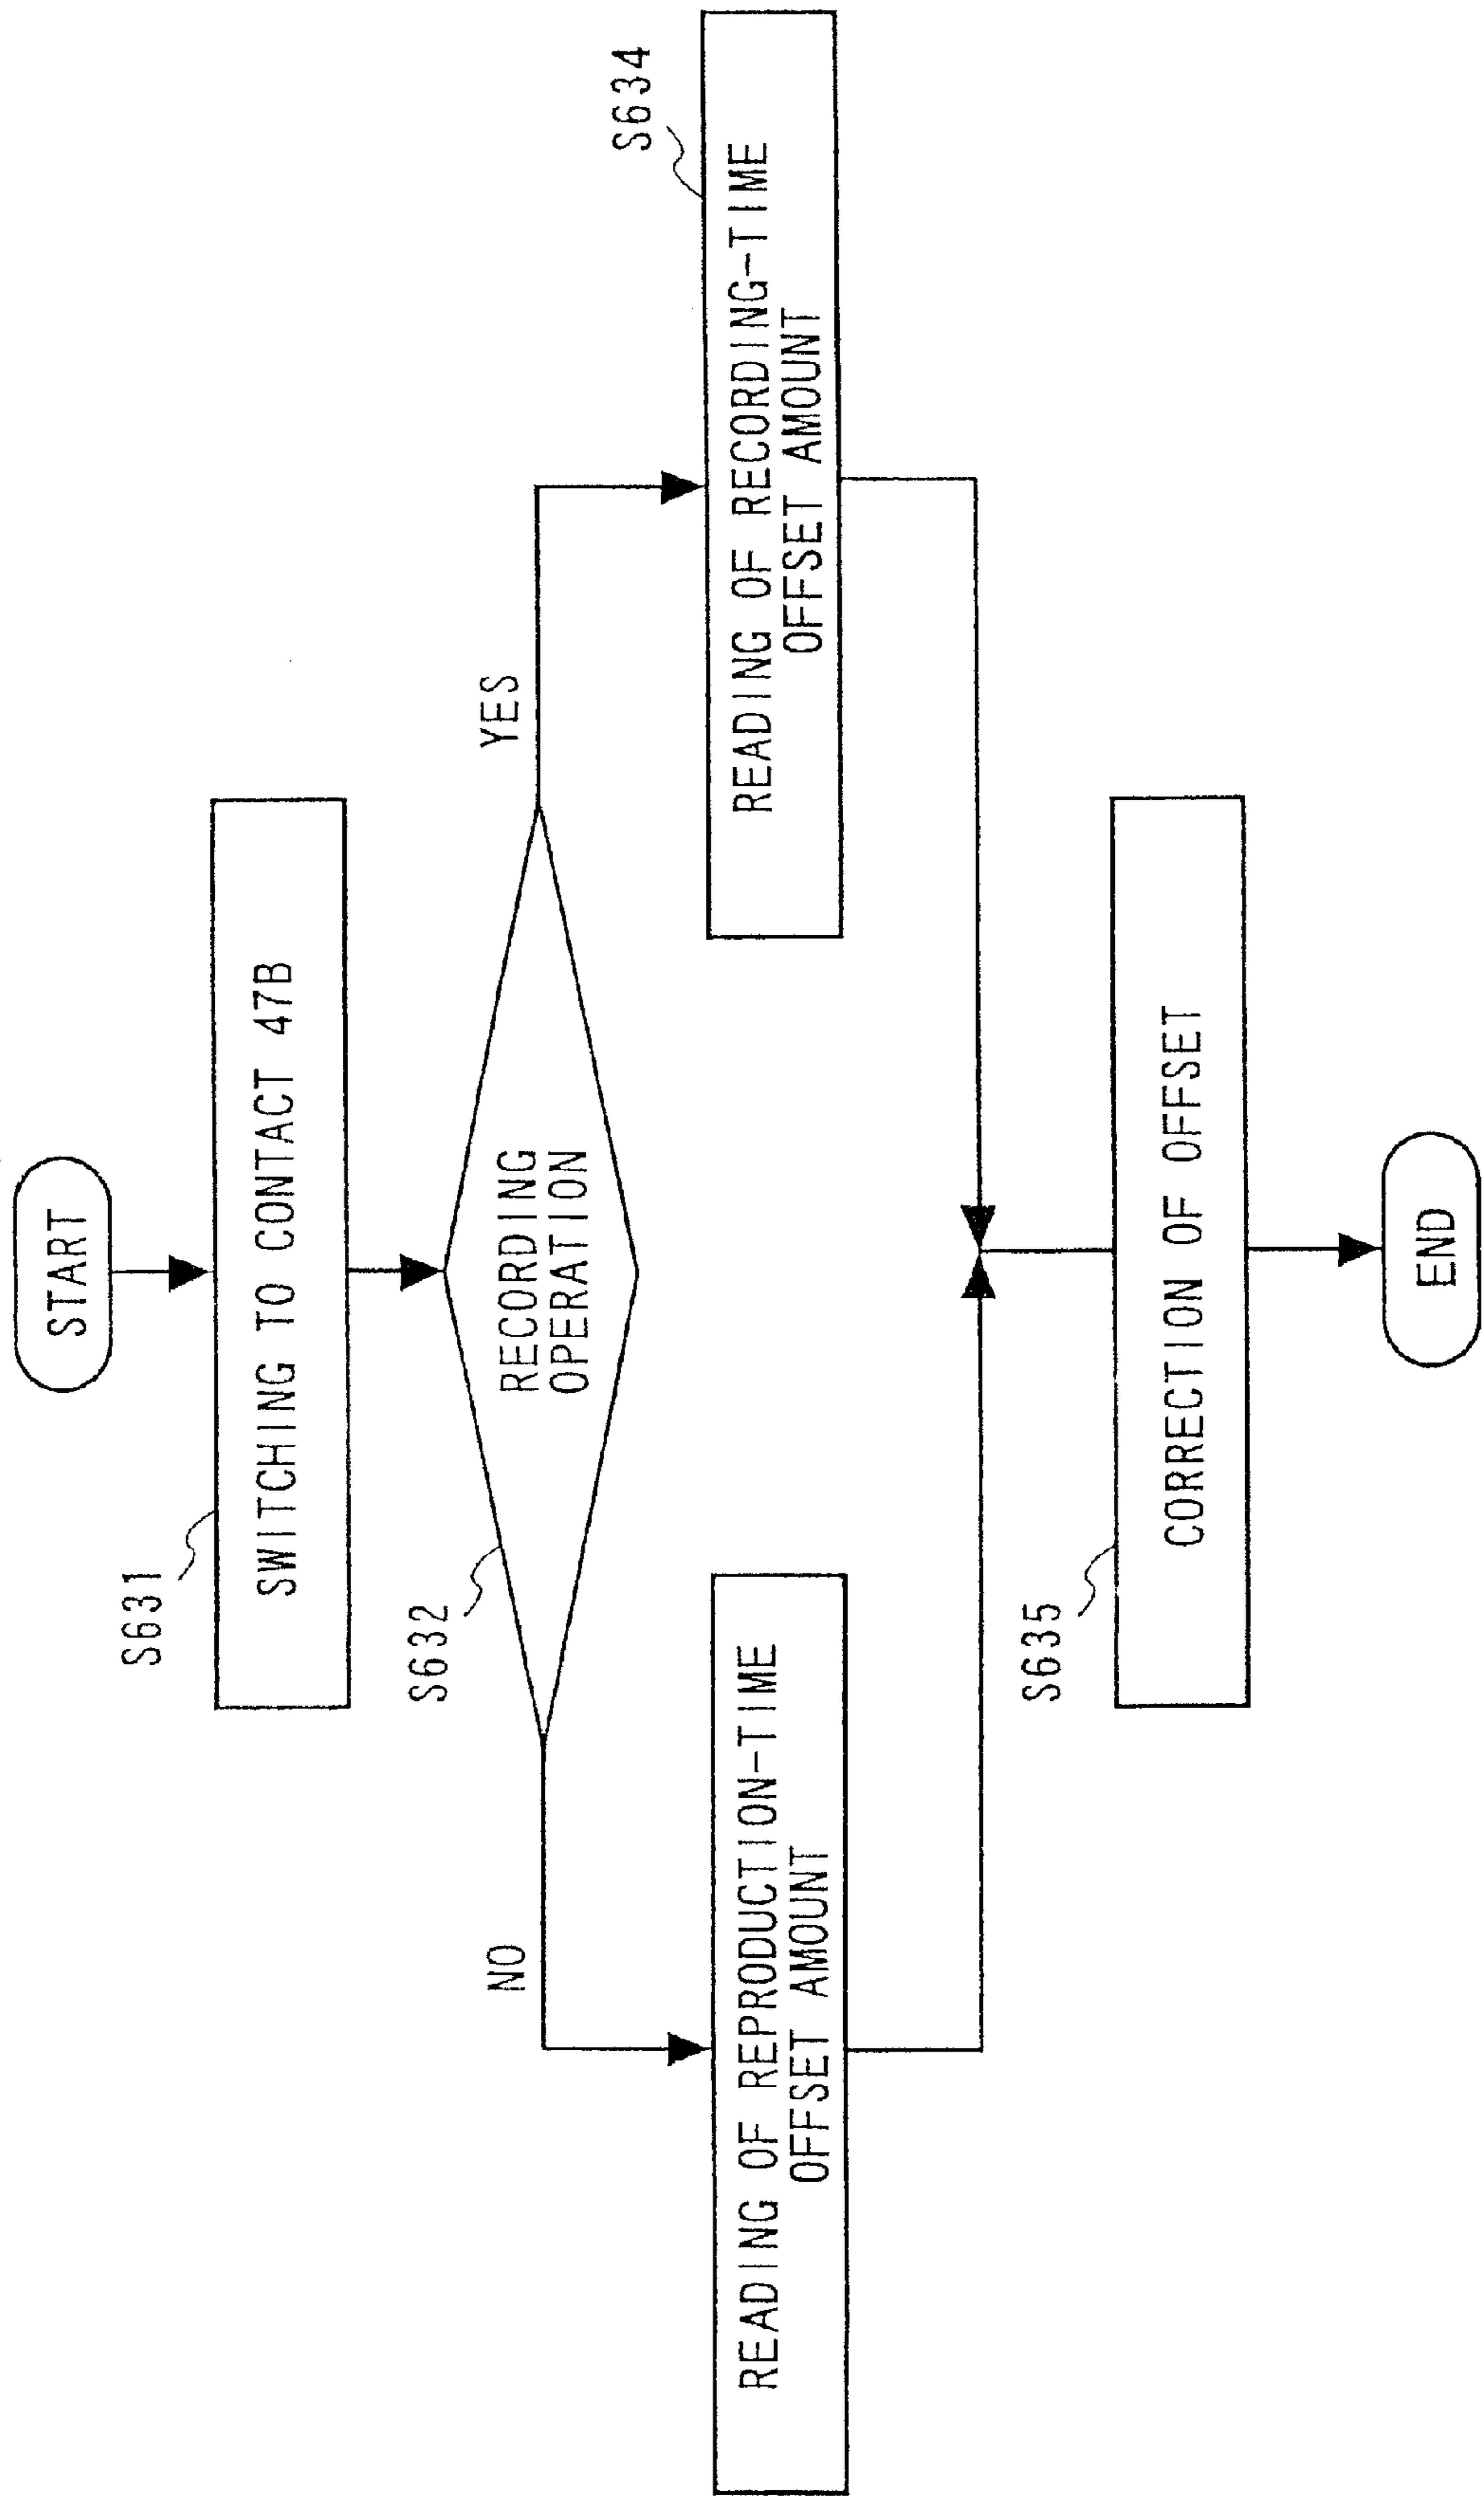 START
S631
SWITCHING TO CONTACT 47B
S632
RECORDING
OPERATION
NO
YES
READING OF REPRODUCTION-TIME
OFFSET AMOUNT
S634
READING OF RECORDING-TIME
OFFSET AMOUNT
S635
CORRECTION OF OFFSET
END